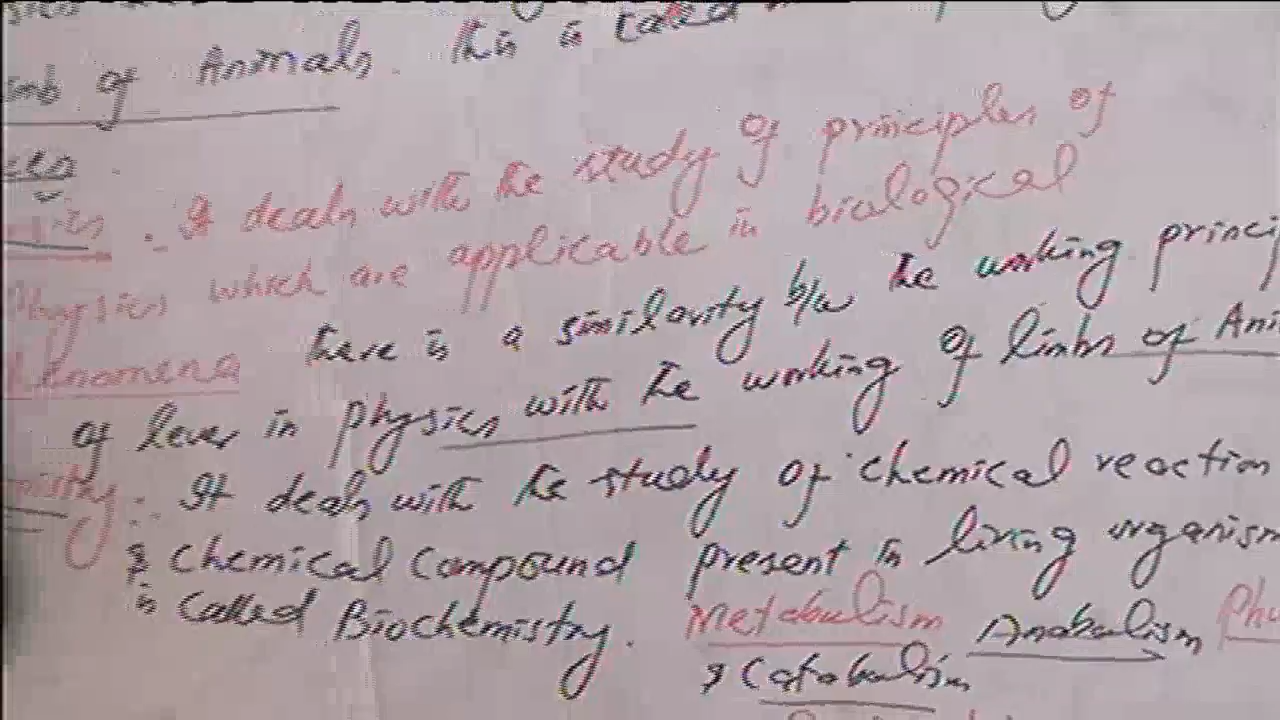 of Animals. this is called
It deals with the study of principles of
Physics which are applicable in biological
there is a similarity b/w the working princi
of lever in physics with the working of limbs of Ani
It deals with the study of chemical reaction
& Chemical Compound present in living organism
is Called Biochemistry. Metabolism Anabolism
& Catabolism